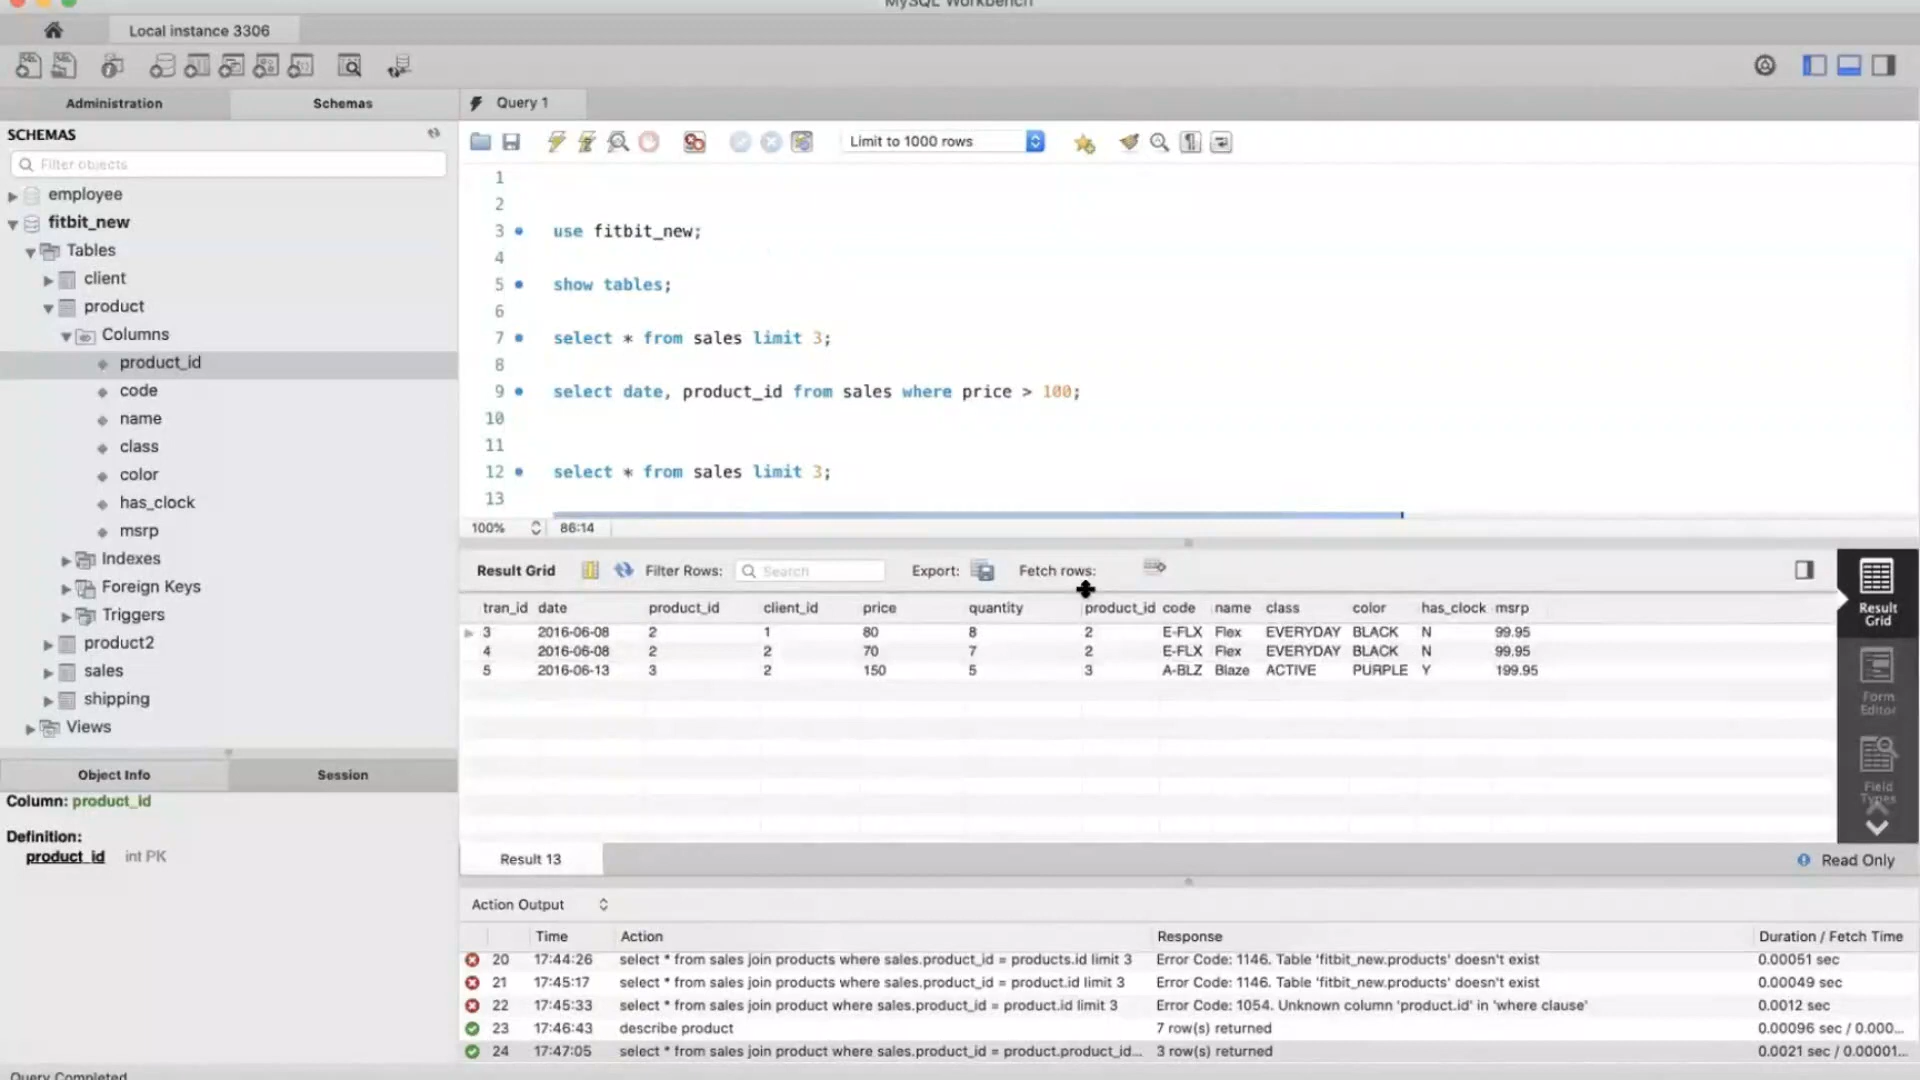 MySQL Workbench
Local instance 3306
Administration
Schemas
SCHEMAS
Filter objects
employee
fitbit_new
Tables
client
product
Columns
product_id
code
name
class
color
has_clock
msrp
Indexes
Foreign Keys
Triggers
product2
sales
shipping
Views
Object Info
Session
Column: product_id
Definition:
product_id int PK
Query 1
Limit to 1000 rows
1
2
3 use fitbit_new;
4
5 show tables;
6
7 select * from sales limit 3;
8
9 select date, product_id from sales where price > 100;
10
11
12 select * from sales limit 3;
13
100% 86:14
Result Grid Filter Rows: Search Export: Fetch rows:
tran_id date product_id client_id price quantity product_id code name class color has_clock msrp
3 2016-06-08 2 1 80 8 2 E-FLX Flex EVERYDAY BLACK N 99.95
4 2016-06-08 2 2 70 7 2 E-FLX Flex EVERYDAY BLACK N 99.95
5 2016-06-13 3 2 150 5 3 A-BLZ Blaze ACTIVE PURPLE Y 199.95
Result
Grid
Form
Editor
Field
Types
Result 13
Read Only
Action Output
Time Action Response Duration / Fetch Time
20 17:44:26 select * from sales join products where sales.product_id = products.id limit 3 Error Code: 1146. Table 'fitbit_new.products' doesn't exist 0.00051 sec
21 17:45:17 select * from sales join products where sales.product_id = product.id limit 3 Error Code: 1146. Table 'fitbit_new.products' doesn't exist 0.00049 sec
22 17:45:33 select * from sales join product where sales.product_id = product.id limit 3 Error Code: 1054. Unknown column 'product.id' in 'where clause' 0.0012 sec
23 17:46:43 describe product 7 row(s) returned 0.00096 sec / 0.000...
24 17:47:05 select * from sales join product where sales.product_id = product.product_id... 3 row(s) returned 0.0021 sec / 0.00001...
Query Completed